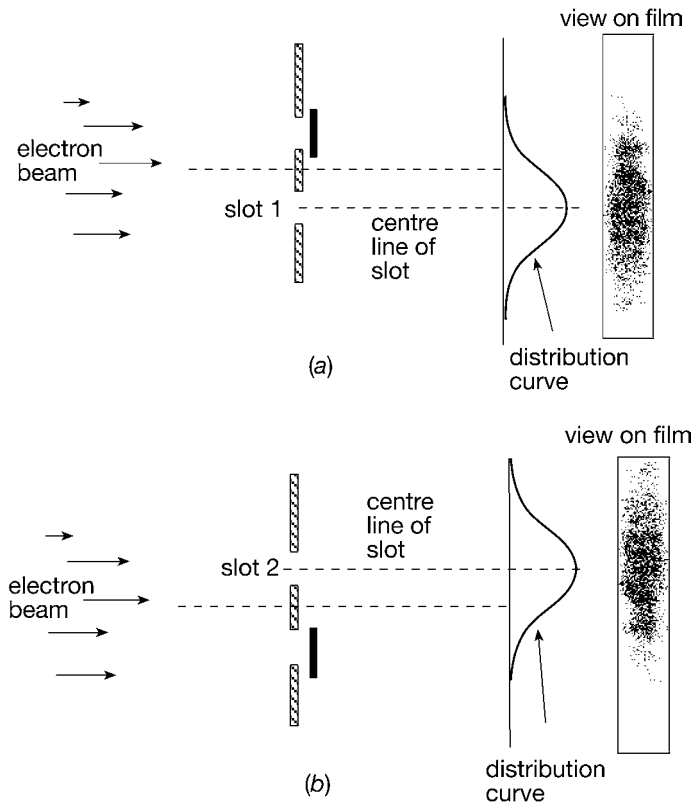 view on film
electron
beam
slot 1
centre
line of
slot
distribution
curve
(a)
view on film
centre
line of
slot
slot 2
electron
beam
distribution
curve
(b)